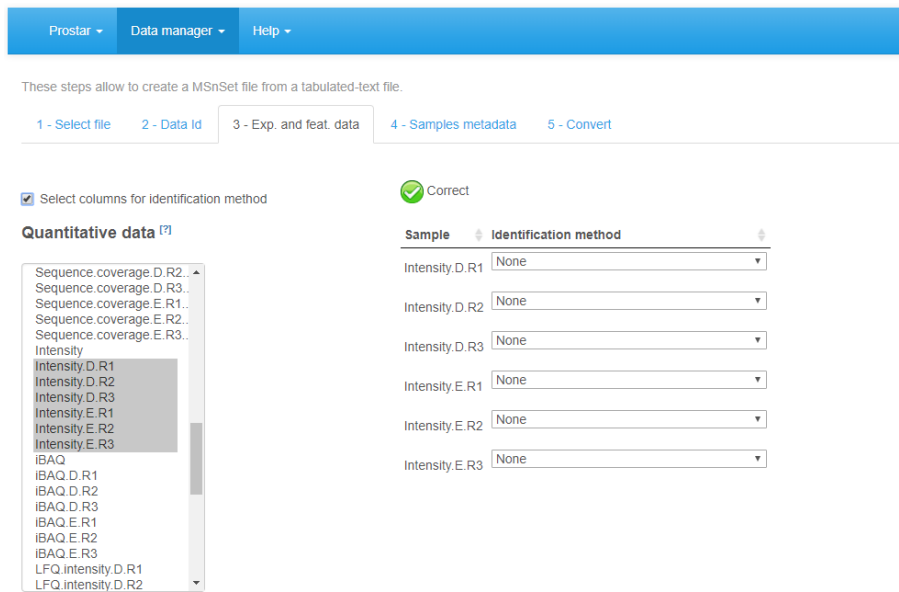 Prostar Data manager Help
These steps allow to create a MSnSet file from a tabulated-text file.
1 - Select file 2 - Data Id 3 - Exp. and feat. data 4 - Samples metadata 5 - Convert
Select columns for identification method
Quantitative data [?]
Sequence.coverage.D.R2..
Sequence.coverage.D.R3..
Sequence.coverage.E.R1..
Sequence.coverage.E.R2..
Sequence.coverage.E.R3..
Intensity
Intensity.D.R1
Intensity.D.R2
Intensity.D.R3
Intensity.E.R1
Intensity.E.R2
Intensity.E.R3
iBAQ
iBAQ.D.R1
iBAQ.D.R2
iBAQ.D.R3
iBAQ.E.R1
iBAQ.E.R2
iBAQ.E.R3
LFQ.intensity.D.R1
LFQ.intensity.D.R2
Correct
Sample Identification method
Intensity.D.R1 None
Intensity.D.R2 None
Intensity.D.R3 None
Intensity.E.R1 None
Intensity.E.R2 None
Intensity.E.R3 None